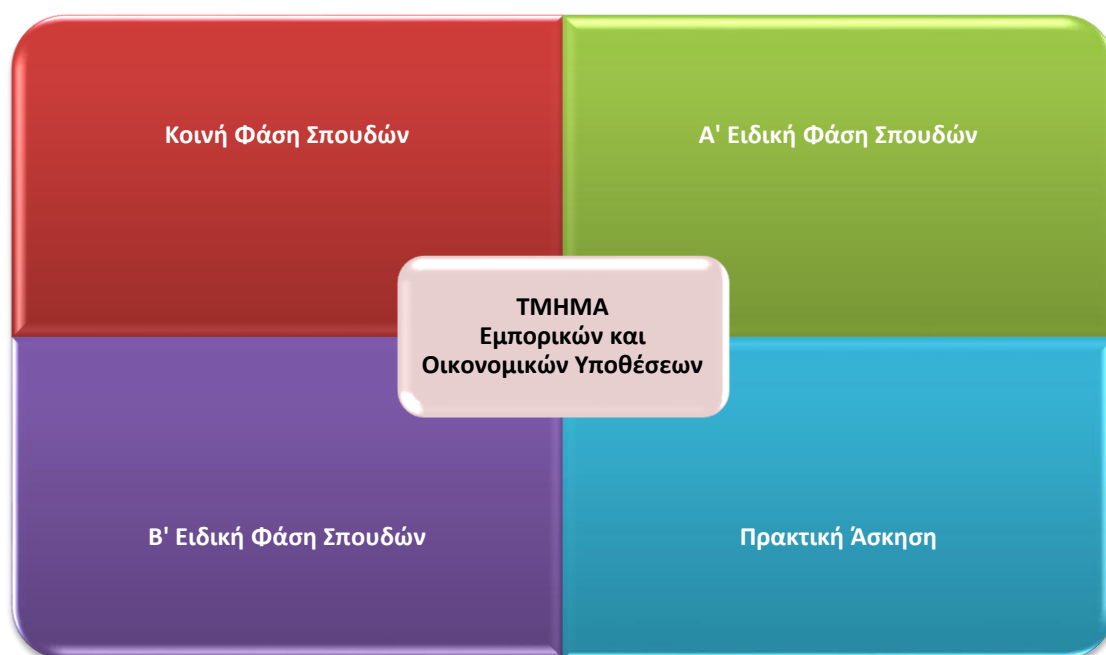 Κοινή Φάση Σπουδών
Α' Ειδική Φάση Σπουδών
ΤΜΗΜΑ
Εμπορικών και
Οικονομικών Υποθέσεων
Β' Ειδική Φάση Σπουδών
Πρακτική Άσκηση